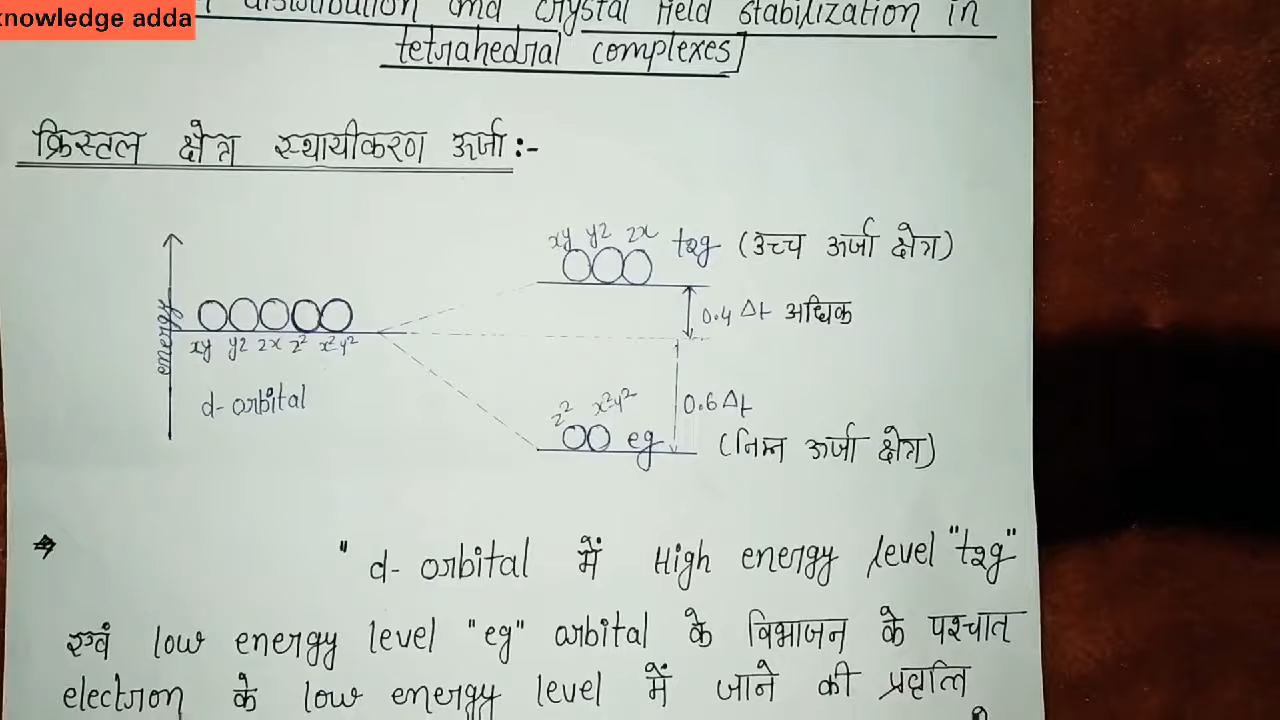 knowledge adda
distribution and crystal field stabilization in
tetrahedral complexes]
क्रिस्टल क्षेत्र स्थायीकरण ऊर्जा :-
xy yz zx t2g (उच्च ऊर्जा क्षेत्र)
0.4 Δt अधिक
energy
xy yz zx z² x²-y²
d-orbital
z² x²-y²
0.6 Δt
eg (निम्न ऊर्जा क्षेत्र)
" d-orbital में High energy level "t2g"
एवं low energy level "eg" orbital के विभाजन के पश्चात
electron के low energy level में जाने की प्रवृत्ति